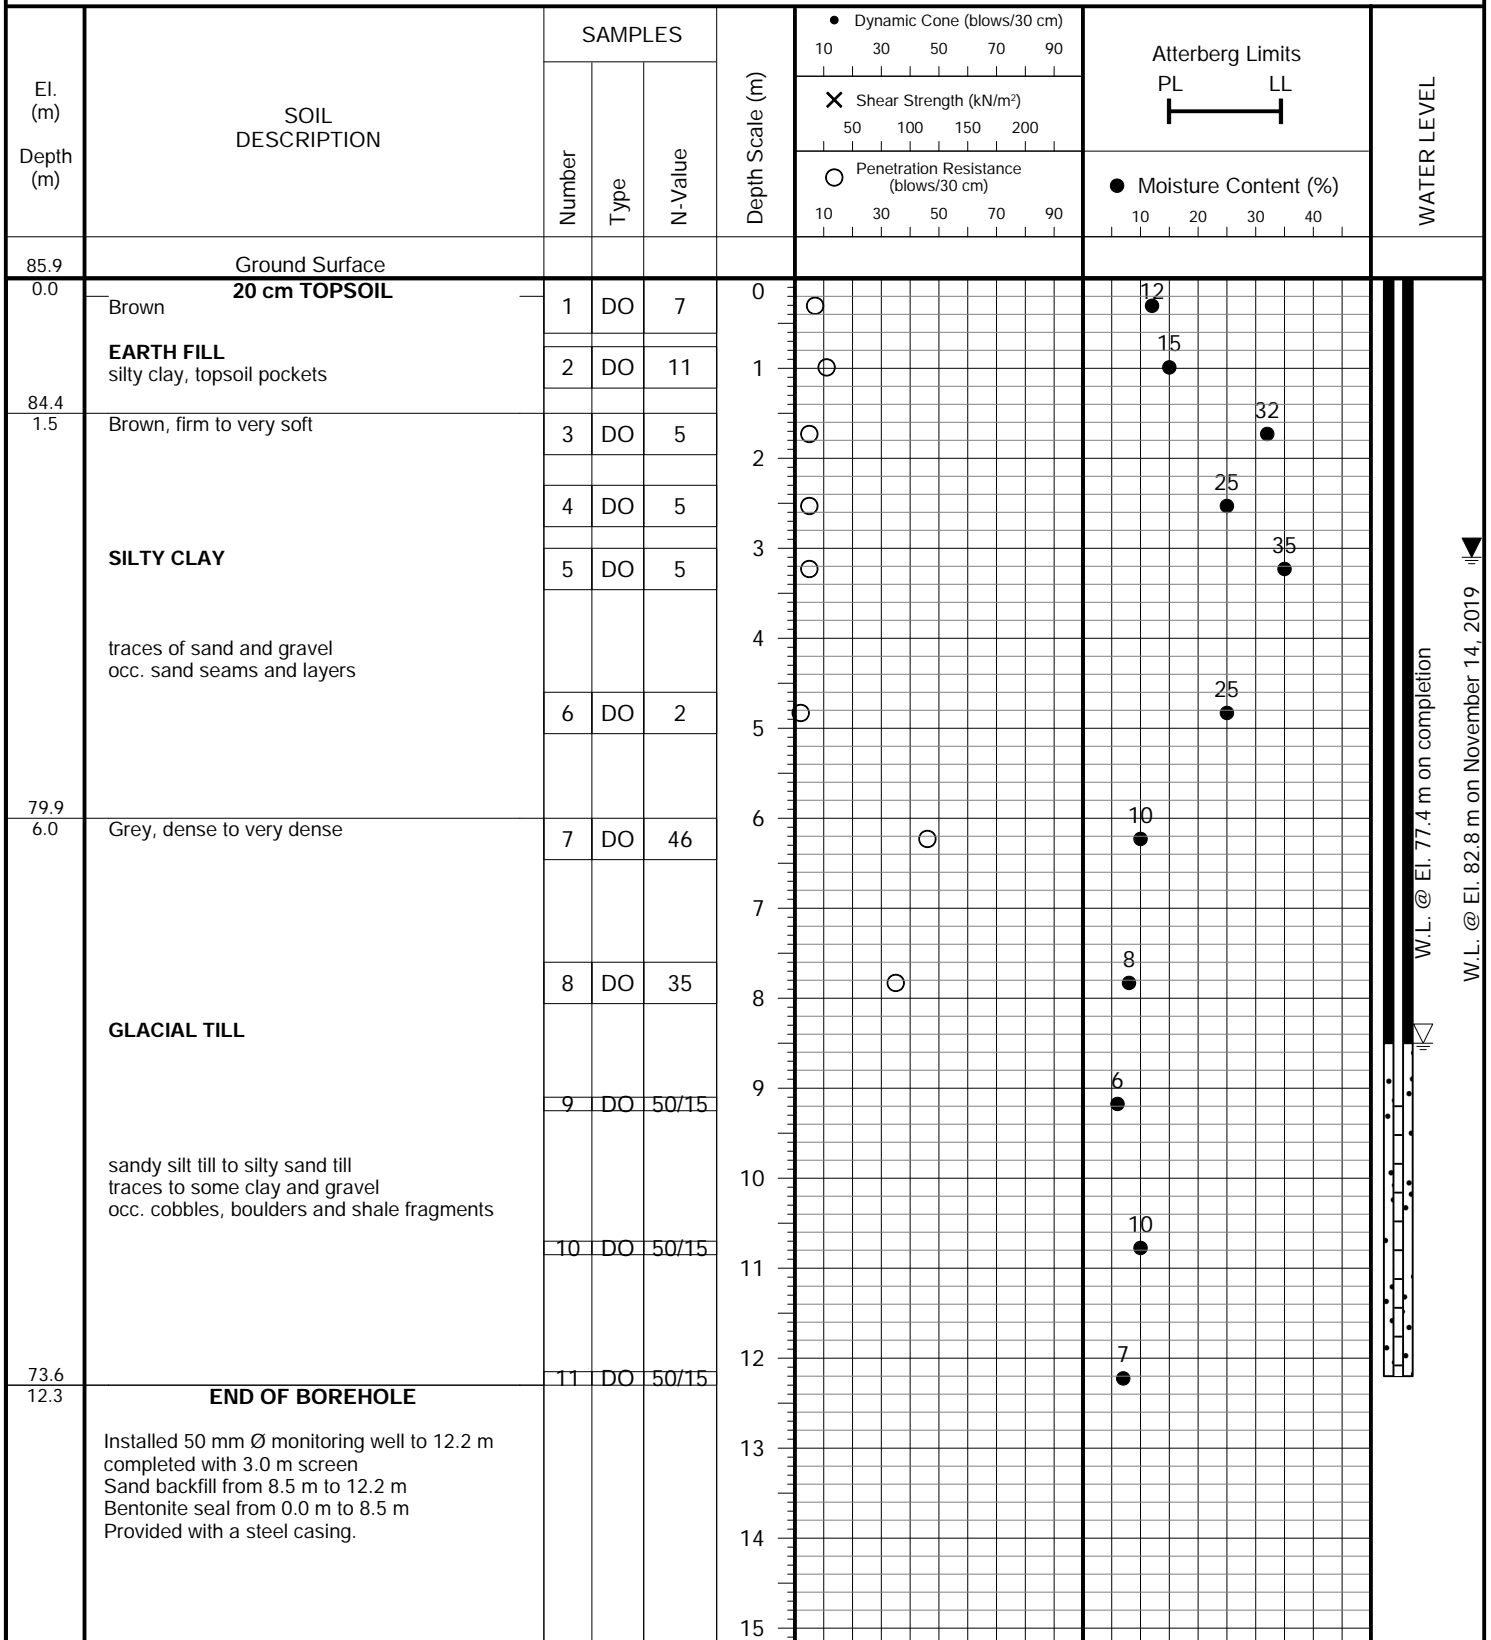 El.
(m)
Depth
(m)
SOIL
DESCRIPTION
SAMPLES
Number
Type
N-Value
Depth Scale (m)
Dynamic Cone (blows/30 cm)
10 30 50 70 90
Shear Strength (kN/m²)
50 100 150 200
Penetration Resistance
(blows/30 cm)
10 30 50 70 90
Atterberg Limits
PL LL
Moisture Content (%)
10 20 30 40
WATER LEVEL
85.9 Ground Surface
0.0 20 cm TOPSOIL 0
Brown 1 DO 7 12
EARTH FILL
silty clay, topsoil pockets 2 DO 11 1 15
84.4
1.5 Brown, firm to very soft 3 DO 5 32
2
4 DO 5 25
SILTY CLAY 3
5 DO 5 35
traces of sand and gravel 4
occ. sand seams and layers
6 DO 2 25
5
79.9 6
6.0 Grey, dense to very dense 7 DO 46 10
7
8 DO 35 8
8
GLACIAL TILL
9
9 DO 50/15 6
sandy silt till to silty sand till
traces to some clay and gravel 10
occ. cobbles, boulders and shale fragments
10 DO 50/15 10
11
12
73.6 11 DO 50/15 7
12.3 END OF BOREHOLE
Installed 50 mm Ø monitoring well to 12.2 m 13
completed with 3.0 m screen
Sand backfill from 8.5 m to 12.2 m
Bentonite seal from 0.0 m to 8.5 m
Provided with a steel casing. 14
15
W.L. @ El. 77.4 m on completion
W.L. @ El. 82.8 m on November 14, 2019